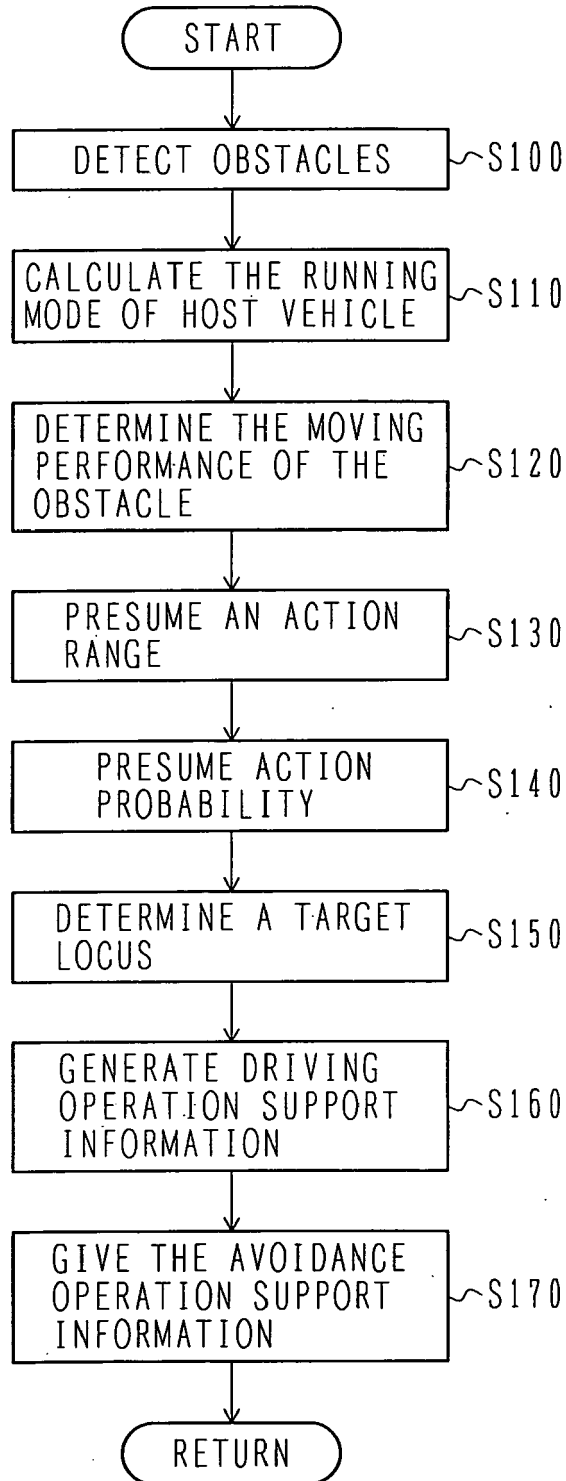 START
DETECT OBSTACLES
S100
CALCULATE THE RUNNING
MODE OF HOST VEHICLE
S110
DETERMINE THE MOVING
PERFORMANCE OF THE
OBSTACLE
S120
PRESUME AN ACTION
RANGE
S130
PRESUME ACTION
PROBABILITY
S140
DETERMINE A TARGET
LOCUS
S150
GENERATE DRIVING
OPERATION SUPPORT
INFORMATION
S160
GIVE THE AVOIDANCE
OPERATION SUPPORT
INFORMATION
S170
RETURN